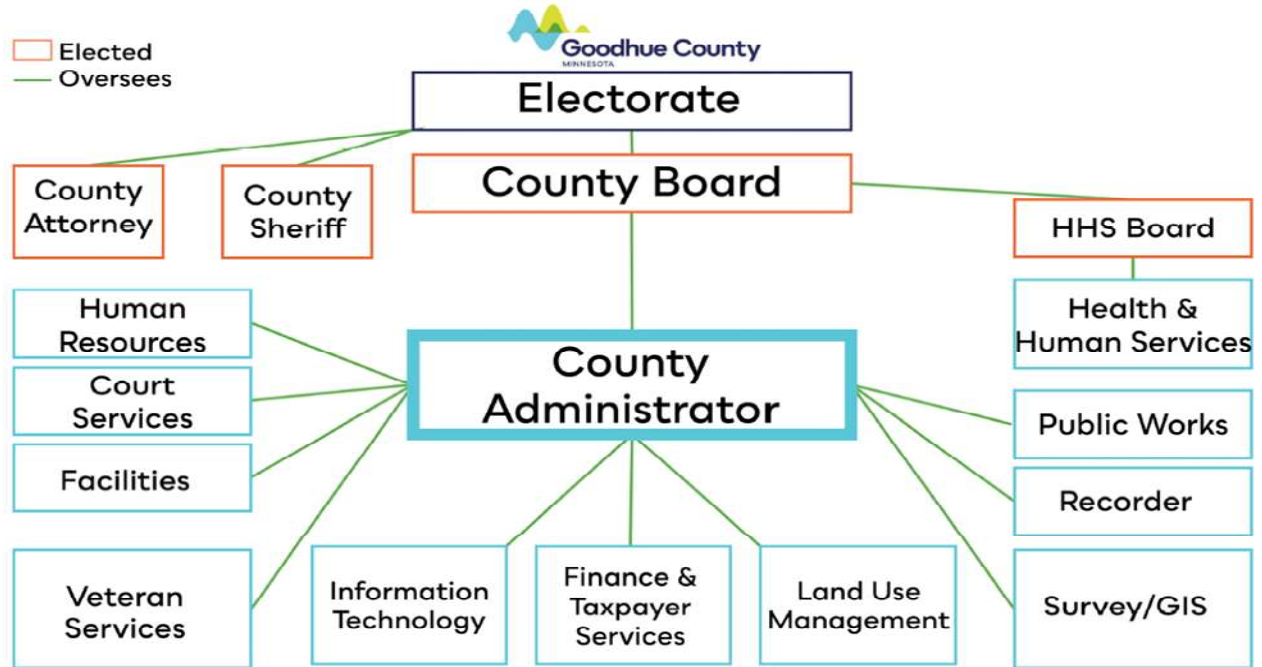 Goodhue County
MINNESOTA
Elected
Oversees
Electorate
County
Attorney
County
Sheriff
County Board
HHS Board
Human
Resources
Court
Services
Facilities
Veteran
Services
County
Administrator
Health &
Human Services
Public Works
Recorder
Survey/GIS
Information
Technology
Finance &
Taxpayer
Services
Land Use
Management